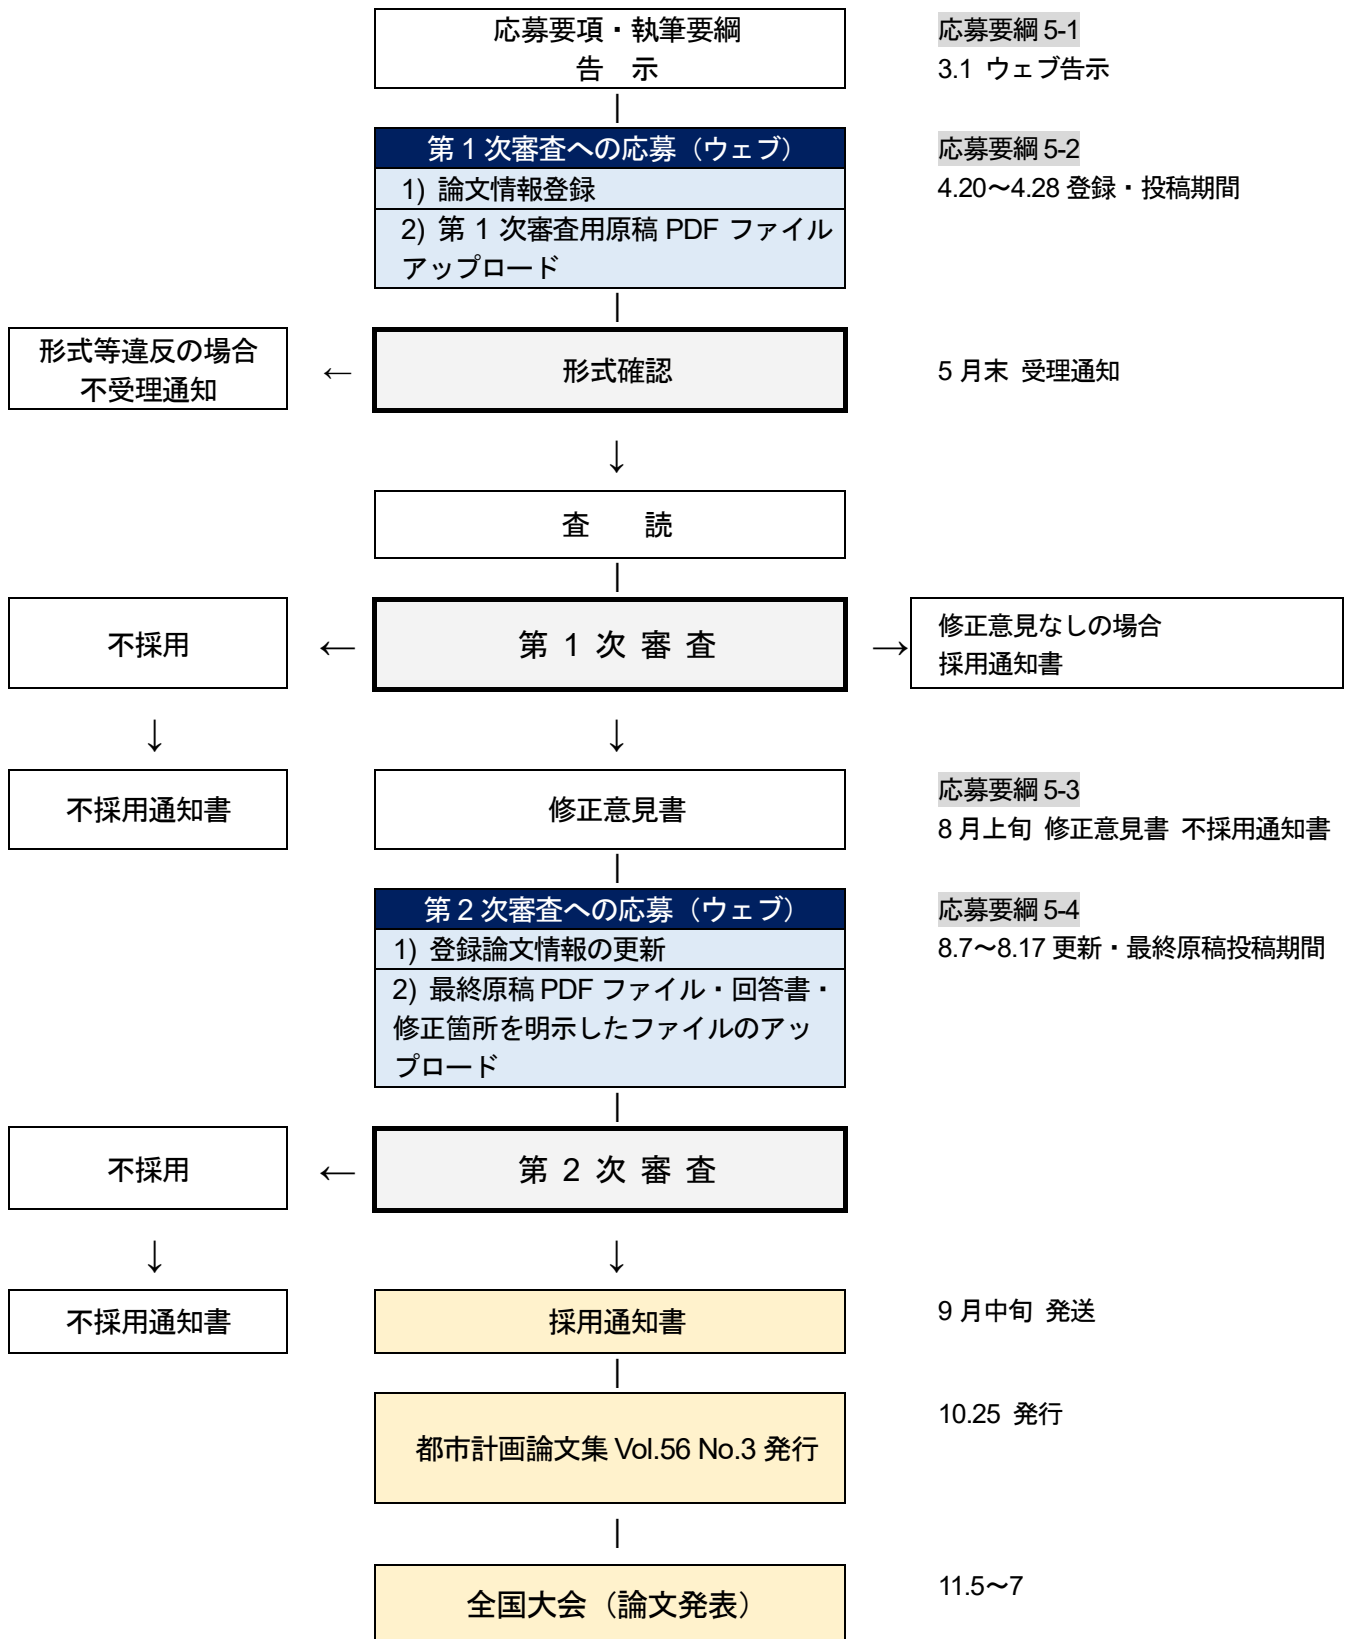 応募要項・執筆要綱
告　示
応募要綱 5-1
3.1 ウェブ告示
|
第 1 次審査への応募（ウェブ）
1) 論文情報登録
2) 第 1 次審査用原稿 PDF ファイル
アップロード
応募要綱 5-2
4.20～4.28 登録・投稿期間
|
形式等違反の場合
不受理通知
←
形式確認
5 月末 受理通知
↓
査　　読
|
不採用
←
第 1 次 審 査
→
修正意見なしの場合
採用通知書
↓
↓
不採用通知書
修正意見書
応募要綱 5-3
8 月上旬 修正意見書 不採用通知書
|
第 2 次審査への応募（ウェブ）
1) 登録論文情報の更新
2) 最終原稿 PDF ファイル・回答書・
修正箇所を明示したファイルのアッ
プロード
応募要綱 5-4
8.7～8.17 更新・最終原稿投稿期間
|
不採用
←
第 2 次 審 査
↓
↓
不採用通知書
採用通知書
9 月中旬 発送
|
都市計画論文集 Vol.56 No.3 発行
10.25 発行
|
全国大会（論文発表）
11.5～7